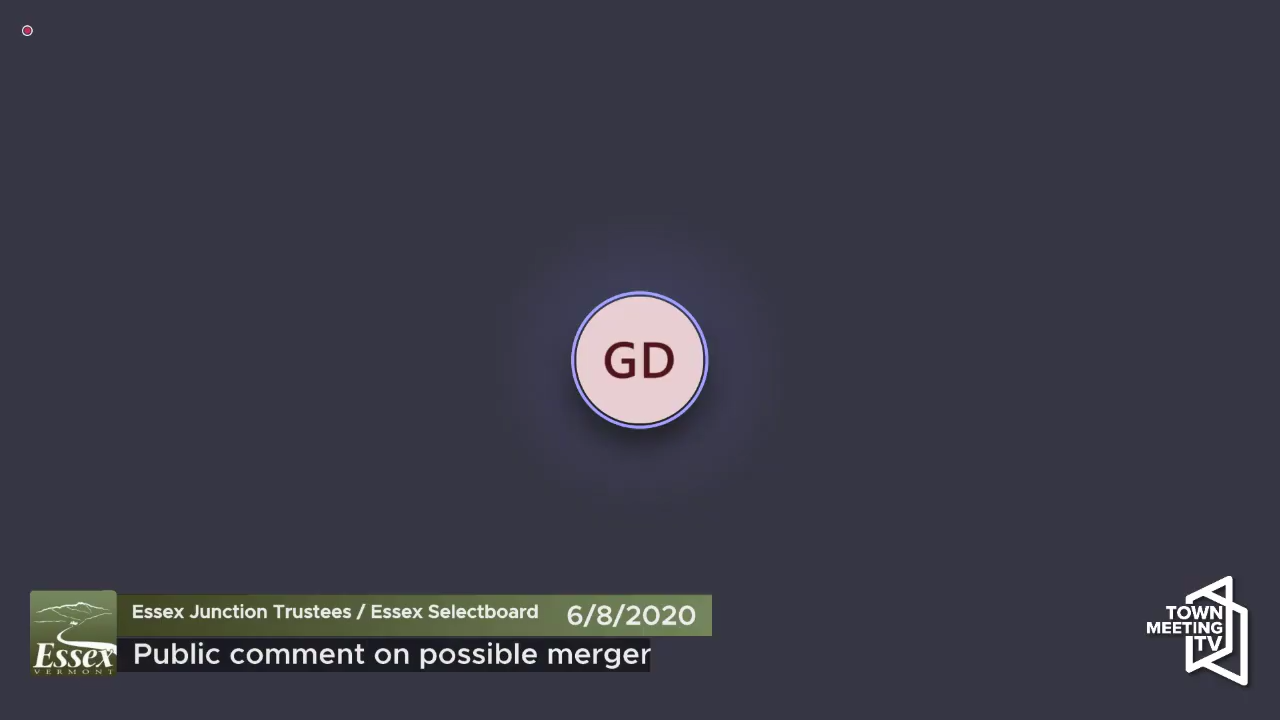 GD
Essex Junction Trustees / Essex Selectboard
6/8/2020
Public comment on possible merger
Essex
VERMONT
TOWN
MEETING
TV